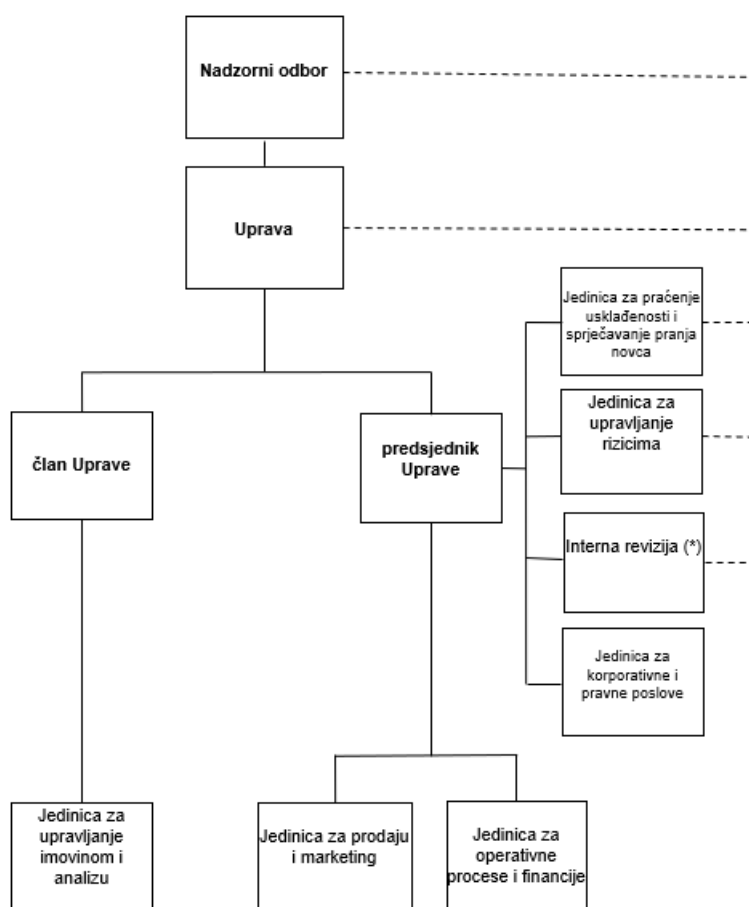 Nadzorni odbor
Uprava
Jedinica za praćenje
usklađenosti i
sprječavanje pranja
novca
Jedinica za
upravljanje
rizicima
član Uprave
predsjednik
Uprave
Interna revizija (*)
Jedinica za
korporativne i
pravne poslove
Jedinica za
upravljanje
imovinom i
analizu
Jedinica za prodaju
i marketing
Jedinica za
operativne
procese i financije